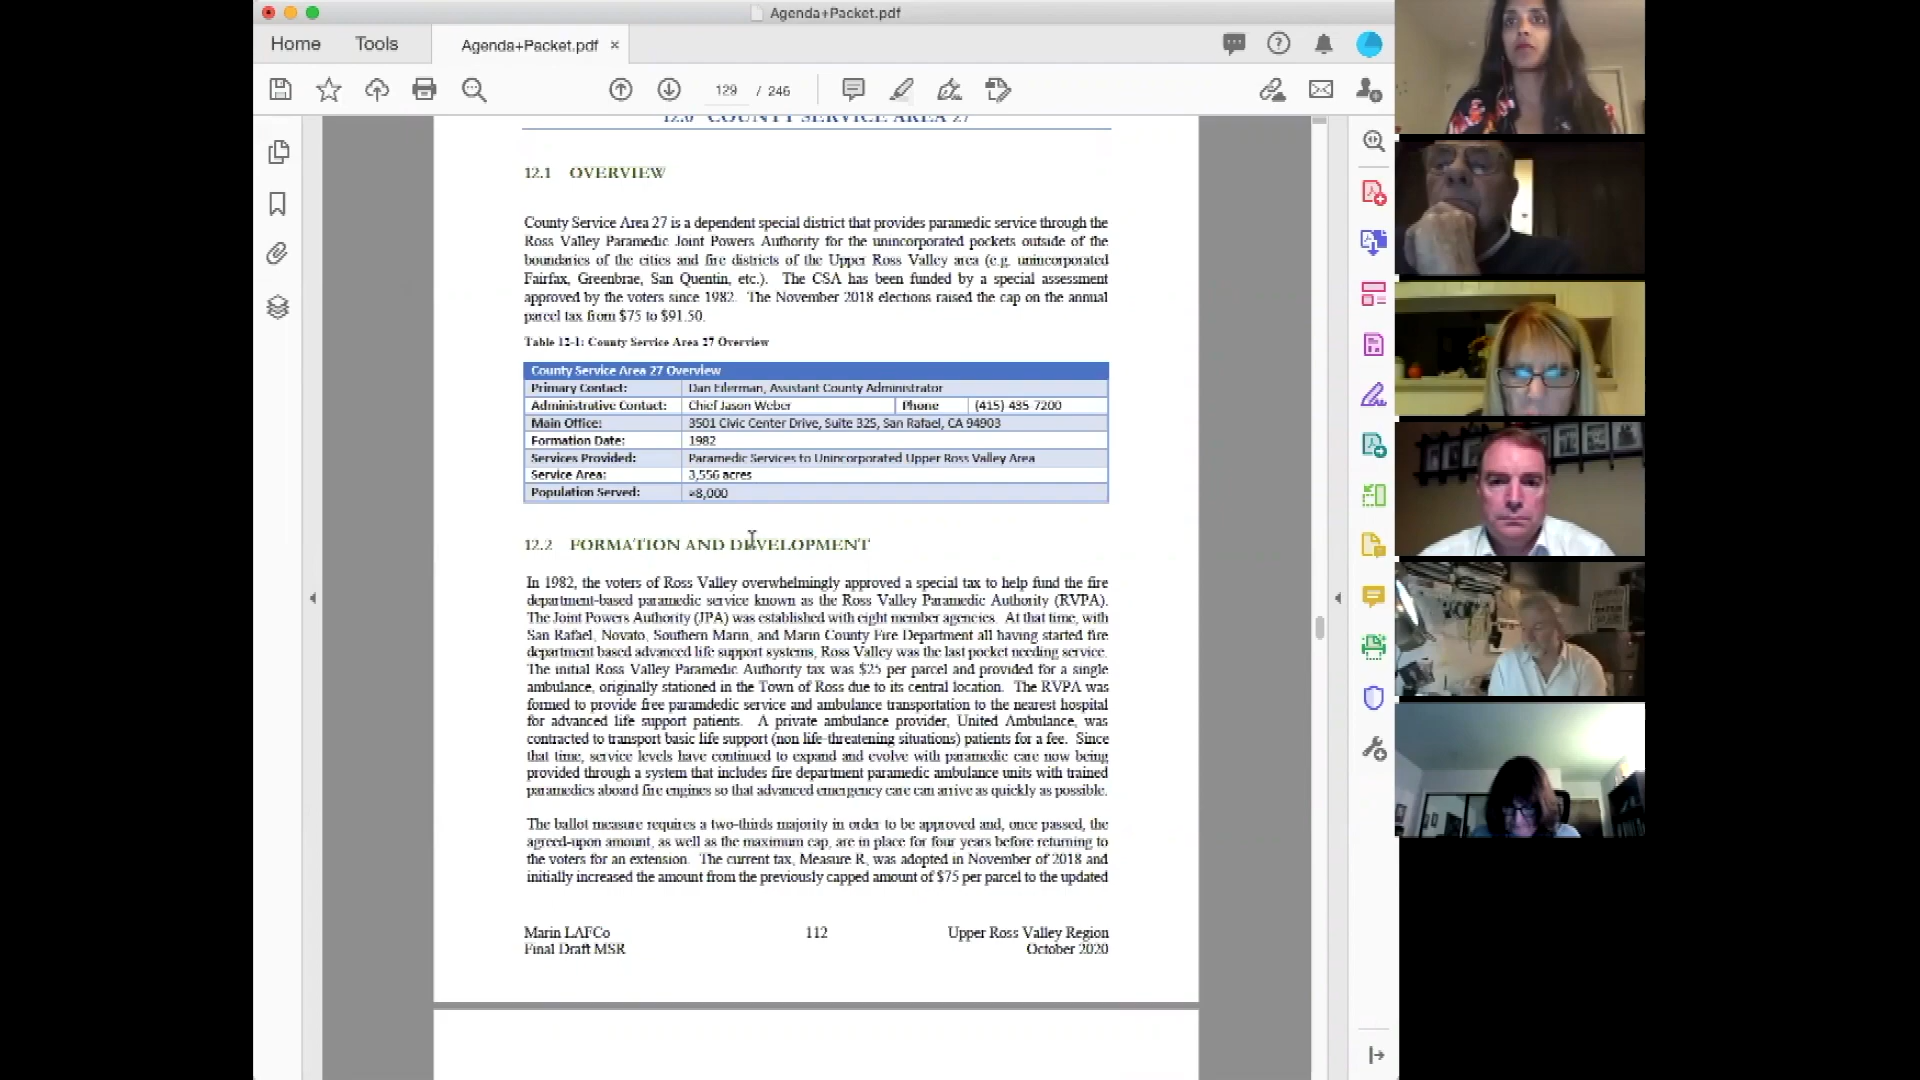 Agenda+Packet.pdf
Home
Tools
Agenda+Packet.pdf ×
129 / 246
12.0 COUNTY SERVICE AREA 27
12.1 OVERVIEW
County Service Area 27 is a dependent special district that provides paramedic service through the
Ross Valley Paramedic Joint Powers Authority for the unincorporated pockets outside of the
boundaries of the cities and fire districts of the Upper Ross Valley area (e.g. unincorporated
Fairfax, Greenbrae, San Quentin, etc.). The CSA has been funded by a special assessment
approved by the voters since 1982. The November 2018 elections raised the cap on the annual
parcel tax from $75 to $91.50.
Table 12-1: County Service Area 27 Overview
County Service Area 27 Overview
Primary Contact: Dan Eilerman, Assistant County Administrator
Administrative Contact: Chief Jason Weber Phone (415) 435-7200
Main Office: 3501 Civic Center Drive, Suite 325, San Rafael, CA 94903
Formation Date: 1982
Services Provided: Paramedic Services to Unincorporated Upper Ross Valley Area
Service Area: 3,556 acres
Population Served: ≈8,000
12.2 FORMATION AND DEVELOPMENT
In 1982, the voters of Ross Valley overwhelmingly approved a special tax to help fund the fire
department-based paramedic service known as the Ross Valley Paramedic Authority (RVPA).
The Joint Powers Authority (JPA) was established with eight member agencies. At that time, with
San Rafael, Novato, Southern Marin, and Marin County Fire Department all having started fire
department based advanced life support systems, Ross Valley was the last pocket needing service.
The initial Ross Valley Paramedic Authority tax was $25 per parcel and provided for a single
ambulance, originally stationed in the Town of Ross due to its central location. The RVPA was
formed to provide free paramdedic service and ambulance transportation to the nearest hospital
for advanced life support patients. A private ambulance provider, United Ambulance, was
contracted to transport basic life support (non life-threatening situations) patients for a fee. Since
that time, service levels have continued to expand and evolve with paramedic care now being
provided through a system that includes fire department paramedic ambulance units with trained
paramedics aboard fire engines so that advanced emergency care can arrive as quickly as possible.
The ballot measure requires a two-thirds majority in order to be approved and, once passed, the
agreed-upon amount, as well as the maximum cap, are in place for four years before returning to
the voters for an extension. The current tax, Measure R, was adopted in November of 2018 and
initially increased the amount from the previously capped amount of $75 per parcel to the updated
Marin LAFCo 112 Upper Ross Valley Region
Final Draft MSR October 2020